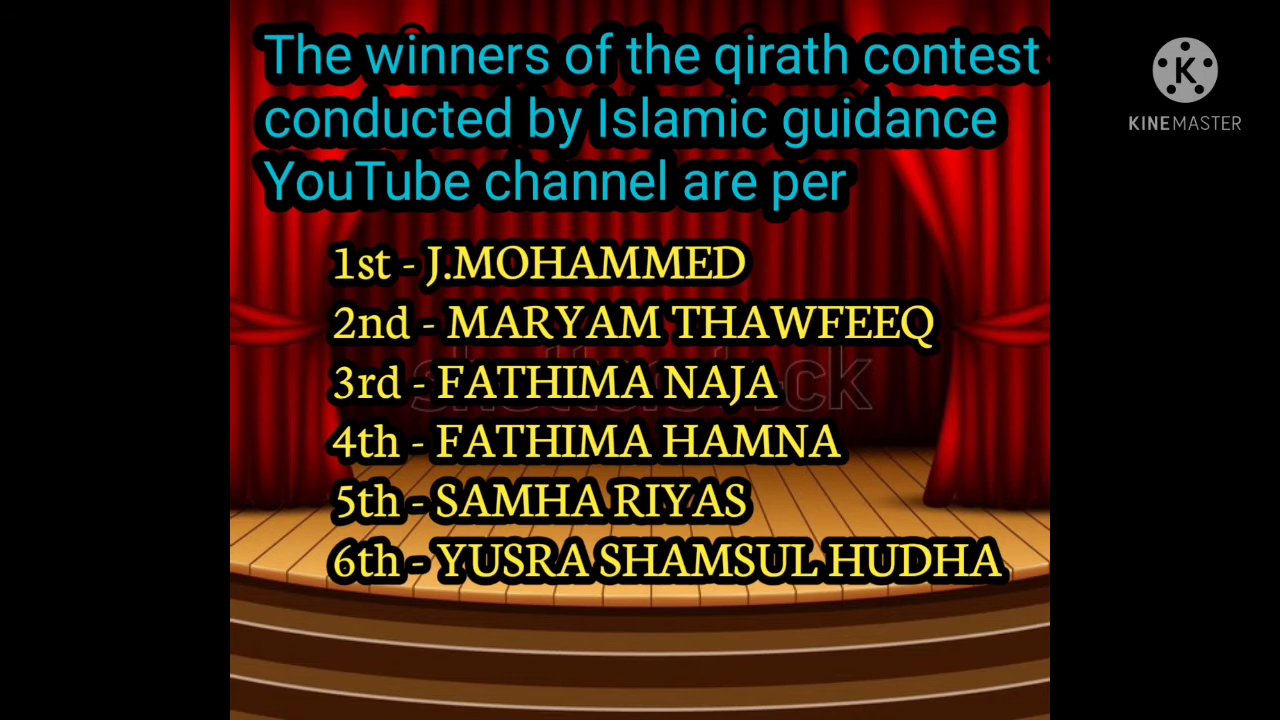 The winners of the qirath contest
conducted by Islamic guidance
YouTube channel are per
1st - J.MOHAMMED
2nd - MARYAM THAWFEEQ
3rd - FATHIMA NAJA
4th - FATHIMA HAMNA
5th - SAMHA RIYAS
6th - YUSRA SHAMSUL HUDHA
K
KINEMASTER